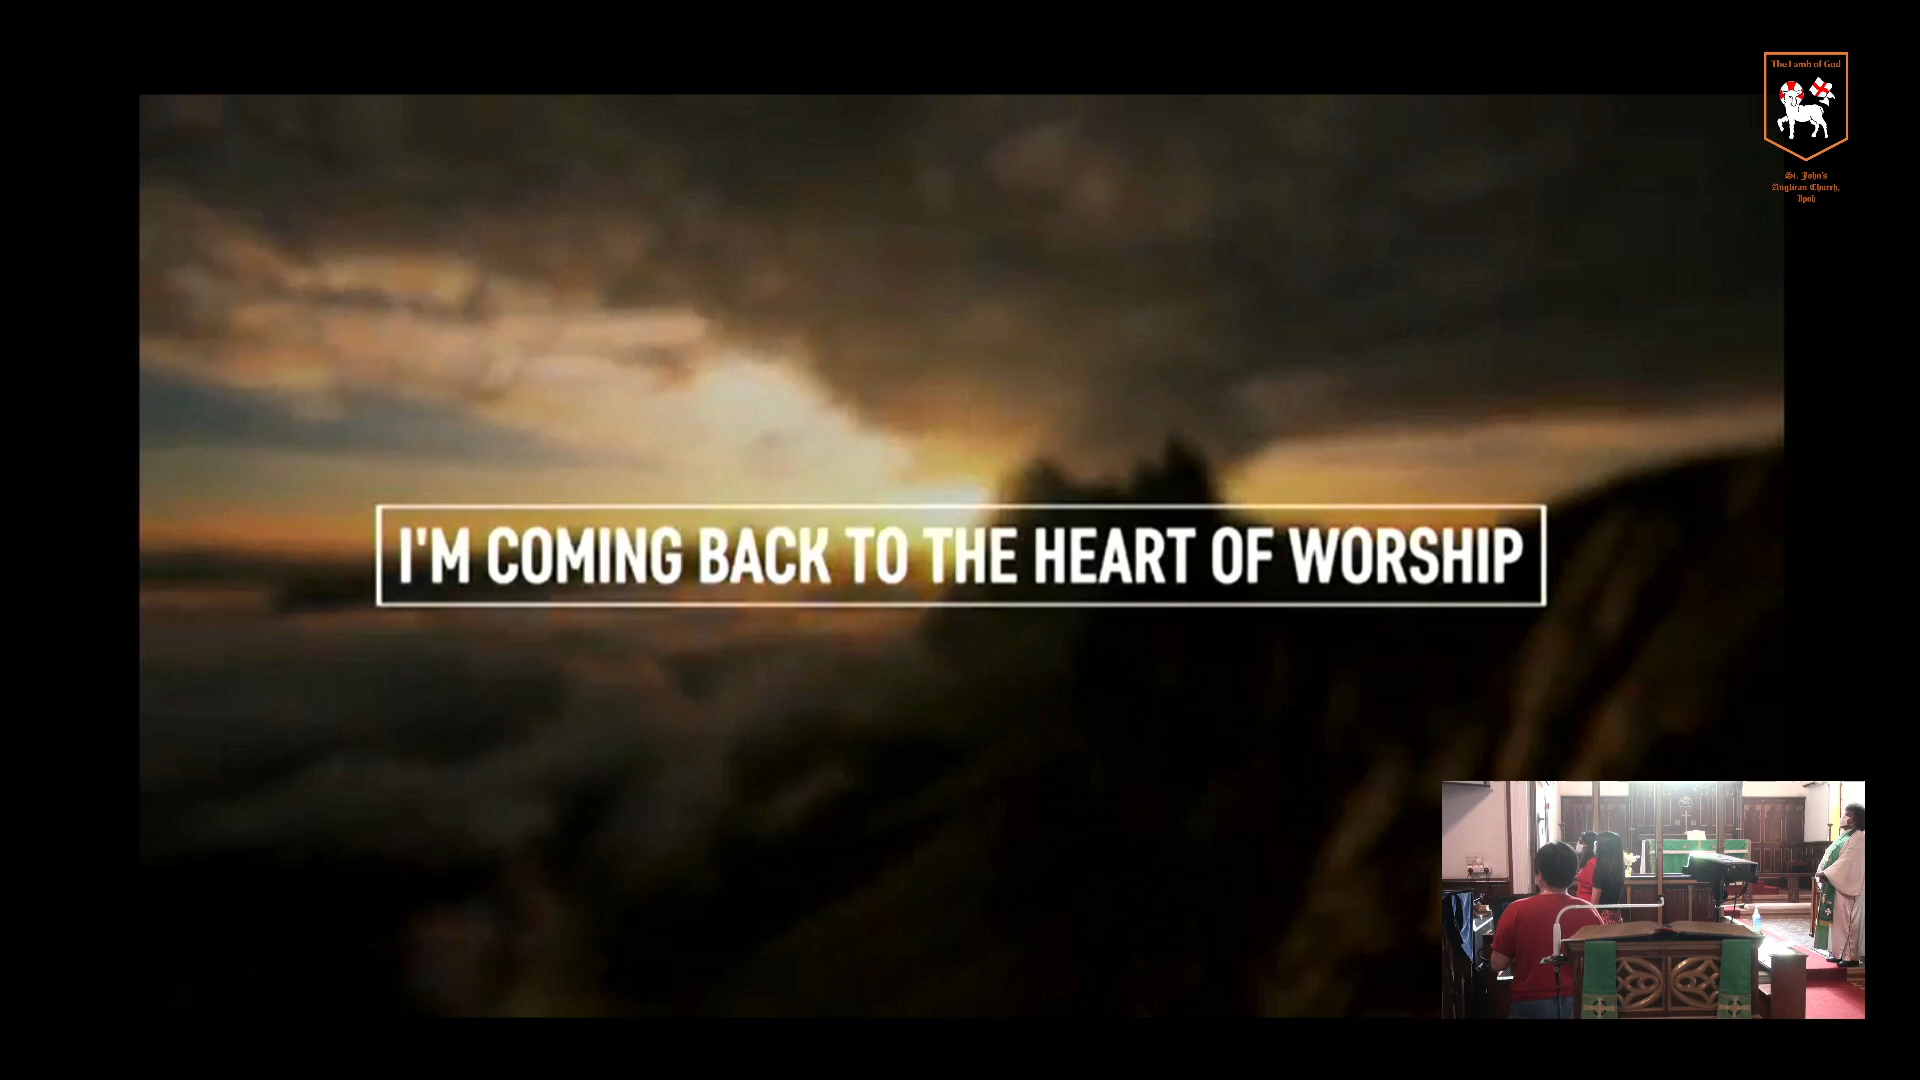 The Lamb of God
St. John's
Anglican Church,
Ipoh
I'M COMING BACK TO THE HEART OF WORSHIP